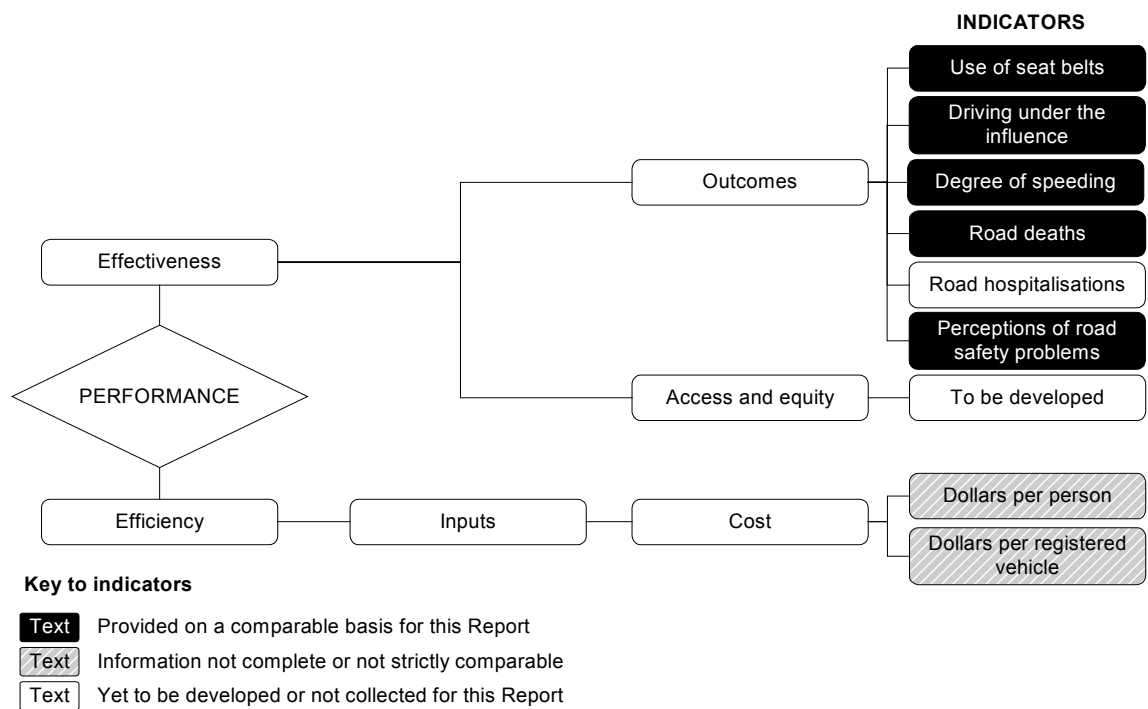 INDICATORS
Use of seat belts
Driving under the
influence
Outcomes
Degree of speeding
Road deaths
Effectiveness
Road hospitalisations
Perceptions of road
safety problems
PERFORMANCE
Access and equity
To be developed
Dollars per person
Efficiency
Inputs
Cost
Dollars per registered
vehicle
Key to indicators
Text Provided on a comparable basis for this Report
Text Information not complete or not strictly comparable
Text Yet to be developed or not collected for this Report